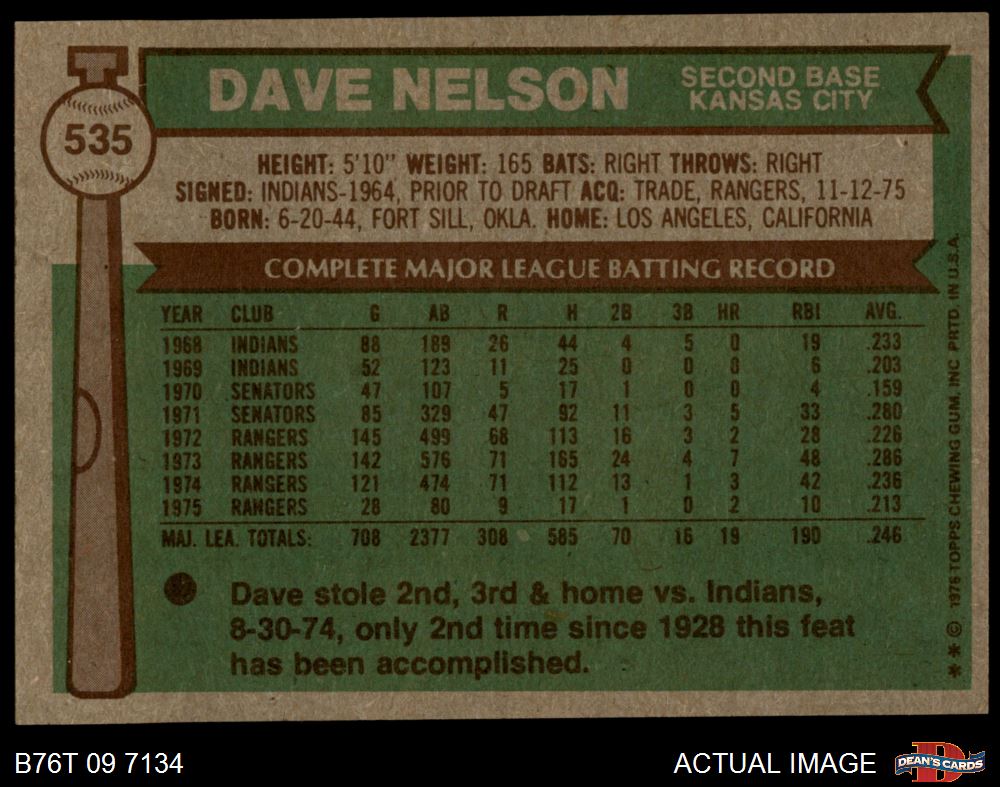 535
DAVE NELSON
SECOND BASE
KANSAS CITY
HEIGHT: 5'10" WEIGHT: 165 BATS: RIGHT THROWS: RIGHT
SIGNED: INDIANS-1964, PRIOR TO DRAFT ACQ: TRADE, RANGERS, 11-12-75
BORN: 6-20-44, FORT SILL, OKLA. HOME: LOS ANGELES, CALIFORNIA
COMPLETE MAJOR LEAGUE BATTING RECORD
YEAR CLUB G AB R H 2B 3B HR RBI AVG.
1968 INDIANS 88 189 26 44 4 5 0 19 .233
1969 INDIANS 52 123 11 25 0 0 0 6 .203
1970 SENATORS 47 107 5 17 1 0 0 4 .159
1971 SENATORS 85 329 47 92 11 3 5 33 .280
1972 RANGERS 145 499 68 113 16 3 2 28 .226
1973 RANGERS 142 576 71 165 24 4 7 48 .286
1974 RANGERS 121 474 71 112 13 1 3 42 .236
1975 RANGERS 28 80 9 17 1 0 2 10 .213
MAJ. LEA. TOTALS: 708 2377 308 585 70 16 19 190 .246
Dave stole 2nd, 3rd & home vs. Indians,
8-30-74, only 2nd time since 1928 this feat
has been accomplished.
* * © 1976 TOPPS CHEWING GUM, INC PRTD. IN U.S.A.
B76T 09 7134
ACTUAL IMAGE
D
DEAN'S CARDS